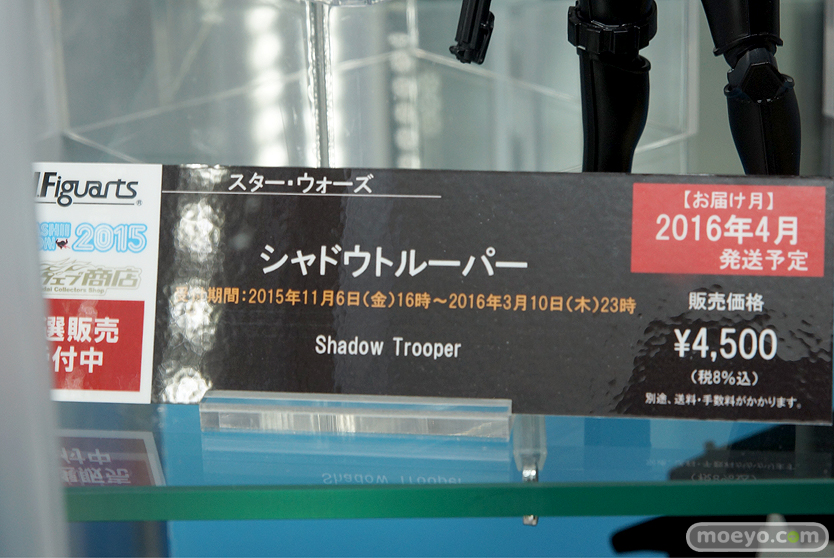 .Figuarts
2015
商店
選販売
付中
スター・ウォーズ
シャドウトルーパー
期間：2015年11月6日（金）16時～2016年3月10日（木）23時
Shadow Trooper
【お届け月】
2016年4月
発送予定
販売価格
¥4,500
（税8％込）
別途、送料・手数料がかかります。
moeyo.com